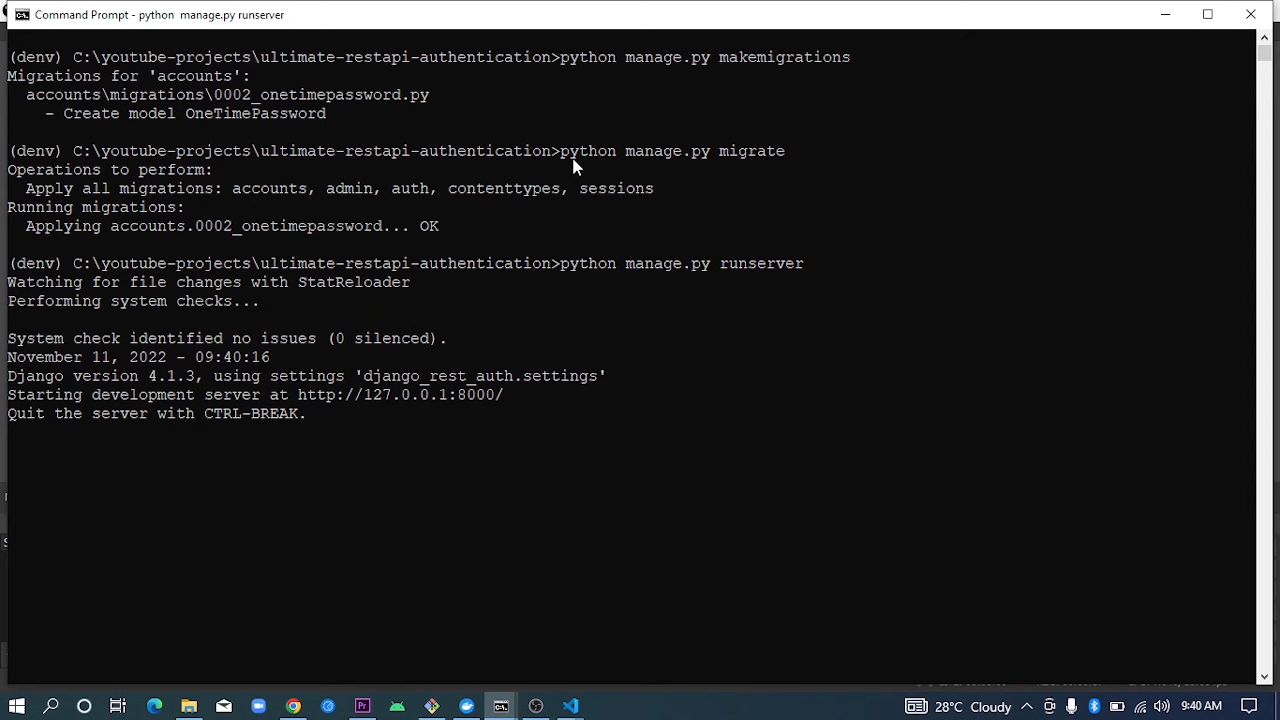 Command Prompt - python  manage.py runserver
(denv) C:\youtube-projects\ultimate-restapi-authentication>python manage.py makemigrations
Migrations for 'accounts':
  accounts\migrations\0002_onetimepassword.py
    - Create model OneTimePassword
(denv) C:\youtube-projects\ultimate-restapi-authentication>python manage.py migrate
Operations to perform:
  Apply all migrations: accounts, admin, auth, contenttypes, sessions
Running migrations:
  Applying accounts.0002_onetimepassword... OK
(denv) C:\youtube-projects\ultimate-restapi-authentication>python manage.py runserver
Watching for file changes with StatReloader
Performing system checks...
System check identified no issues (0 silenced).
November 11, 2022 - 09:40:16
Django version 4.1.3, using settings 'django_rest_auth.settings'
Starting development server at http://127.0.0.1:8000/
Quit the server with CTRL-BREAK.
28°C Cloudy
9:40 AM